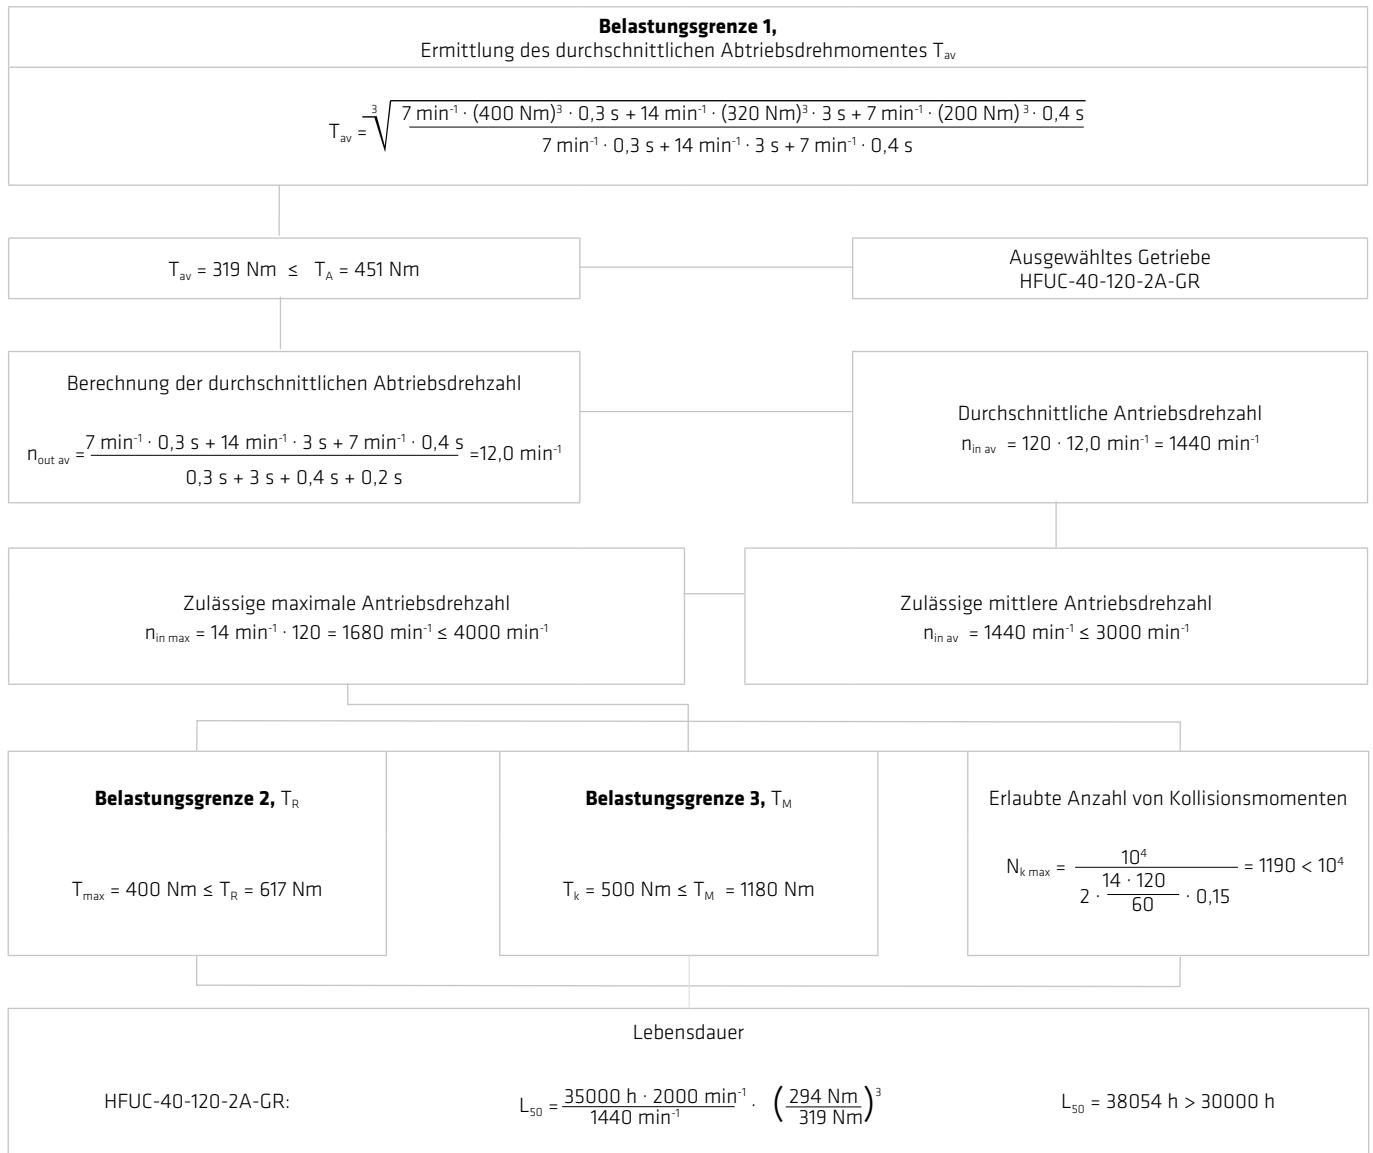 Belastungsgrenze 1,
Ermittlung des durchschnittlichen Abtriebsdrehmomentes T_av
T_av = ∛ 7 min⁻¹ · (400 Nm)³ · 0,3 s + 14 min⁻¹ · (320 Nm)³ · 3 s + 7 min⁻¹ · (200 Nm)³ · 0,4 s
7 min⁻¹ · 0,3 s + 14 min⁻¹ · 3 s + 7 min⁻¹ · 0,4 s
T_av = 319 Nm ≤ T_A = 451 Nm
Ausgewähltes Getriebe
HFUC-40-120-2A-GR
Berechnung der durchschnittlichen Abtriebsdrehzahl
n_out av = 7 min⁻¹ · 0,3 s + 14 min⁻¹ · 3 s + 7 min⁻¹ · 0,4 s =12,0 min⁻¹
0,3 s + 3 s + 0,4 s + 0,2 s
Durchschnittliche Antriebsdrehzahl
n_in av = 120 · 12,0 min⁻¹ = 1440 min⁻¹
Zulässige maximale Antriebsdrehzahl
n_in max = 14 min⁻¹ · 120 = 1680 min⁻¹ ≤ 4000 min⁻¹
Zulässige mittlere Antriebsdrehzahl
n_in av = 1440 min⁻¹ ≤ 3000 min⁻¹
Belastungsgrenze 2, T_R
T_max = 400 Nm ≤ T_R = 617 Nm
Belastungsgrenze 3, T_M
T_k = 500 Nm ≤ T_M = 1180 Nm
Erlaubte Anzahl von Kollisionsmomenten
10⁴
N_k max = = 1190 < 10⁴
14 · 120
2 · · 0,15
60
Lebensdauer
HFUC-40-120-2A-GR:
L_50 = 35000 h · 2000 min⁻¹ · (294 Nm)³
1440 min⁻¹ 319 Nm
L_50 = 38054 h > 30000 h